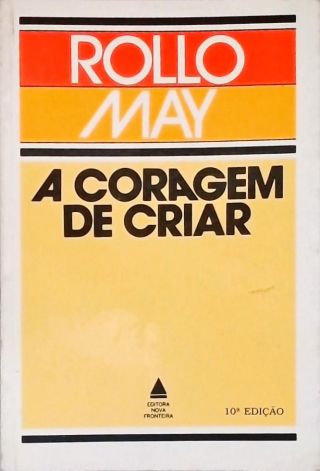 ROLLO
MAY
A CORAGEM
DE CRIAR
EDITORA
NOVA
FRONTEIRA
10ª EDIÇÃO